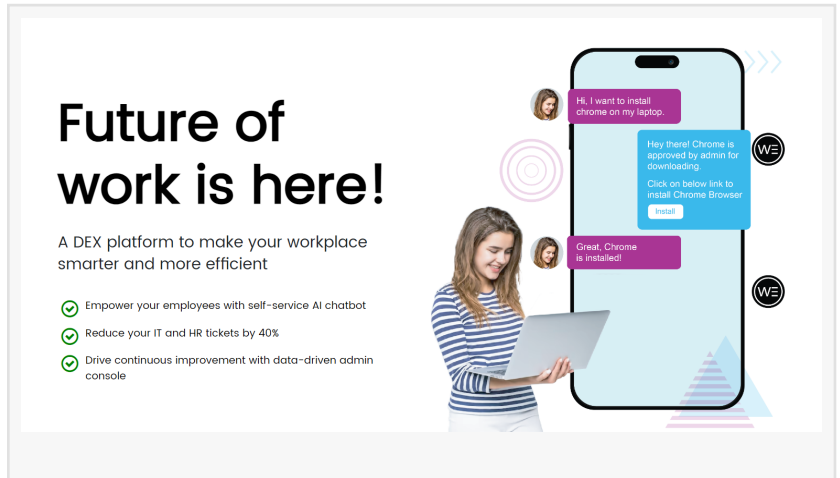 Future of
work is here!
A DEX platform to make your workplace
smarter and more efficient
Empower your employees with self-service AI chatbot
Reduce your IT and HR tickets by 40%
Drive continuous improvement with data-driven admin
console
Hi, I want to install
chrome on my laptop.
Hey there! Chrome is
approved by admin for
downloading.
Click on below link to
install Chrome Browser
Install
Great, Chrome
is installed!
WE
WE